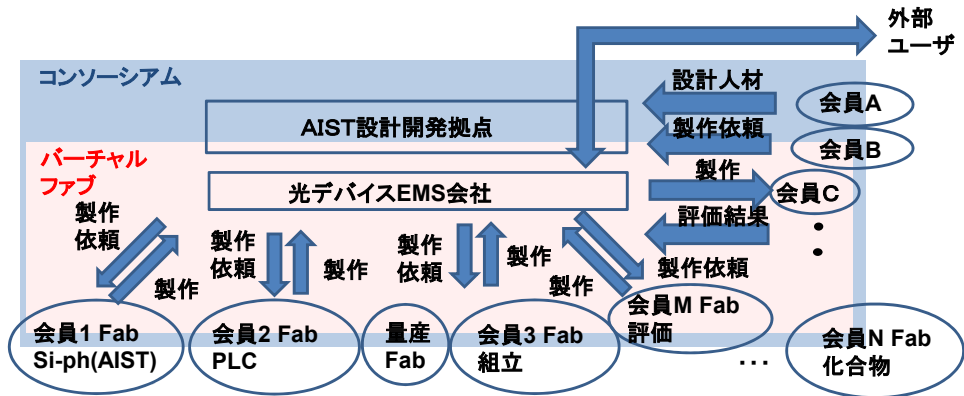 外部
ユーザ
コンソーシアム
設計人材
会員A
AIST設計開発拠点
製作依頼
会員B
バーチャル
ファブ
製作
光デバイスEMS会社
会員C
評価結果
製作
依頼
製作
製作
依頼
製作
製作
依頼
製作
製作
製作依頼
会員1 Fab
Si-ph(AIST)
会員2 Fab
PLC
量産
Fab
会員3 Fab
組立
会員M Fab
評価
…
会員N Fab
化合物